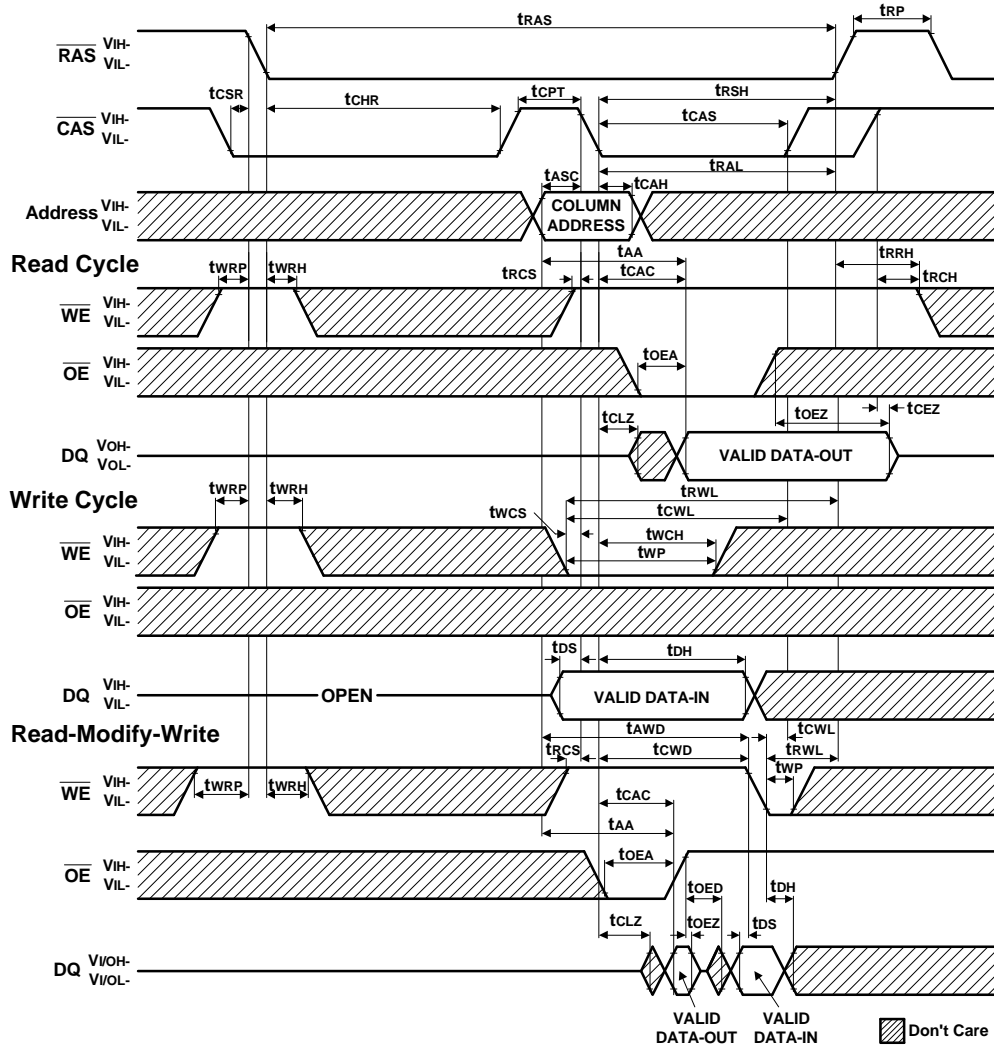 tRAS
tRP
RAS VIH-
VIL-
tCSR
tCHR
tCPT
tRSH
CAS VIH-
VIL-
tCAS
tRAL
tASC
tCAH
Address VIH-
VIL-
COLUMN
ADDRESS
Read Cycle
tAA
tRRH
tWRP
tWRH
tRCS
tCAC
tRCH
WE VIH-
VIL-
OE VIH-
VIL-
tOEA
tOEZ
tCEZ
tCLZ
DQ VOH-
VOL-
VALID DATA-OUT
Write Cycle
tWRP
tWRH
tRWL
tCWL
tWCS
tWCH
tWP
WE VIH-
VIL-
OE VIH-
VIL-
tDS
tDH
DQ VIH-
VIL-
OPEN
VALID DATA-IN
Read-Modify-Write
tAWD
tCWL
tRCS
tCWD
tRWL
tWP
WE VIH-
VIL-
tWRP
tWRH
tCAC
tAA
OE VIH-
VIL-
tOEA
tOED
tDH
tCLZ
tOEZ
tDS
DQ VI/OH-
VI/OL-
VALID
DATA-OUT
VALID
DATA-IN
Don't Care